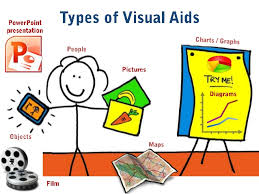 Types of Visual Aids
PowerPoint
presentation
P
People
Charts / Graphs
Pictures
TRY ME!
Diagrams
Objects
Maps
Film